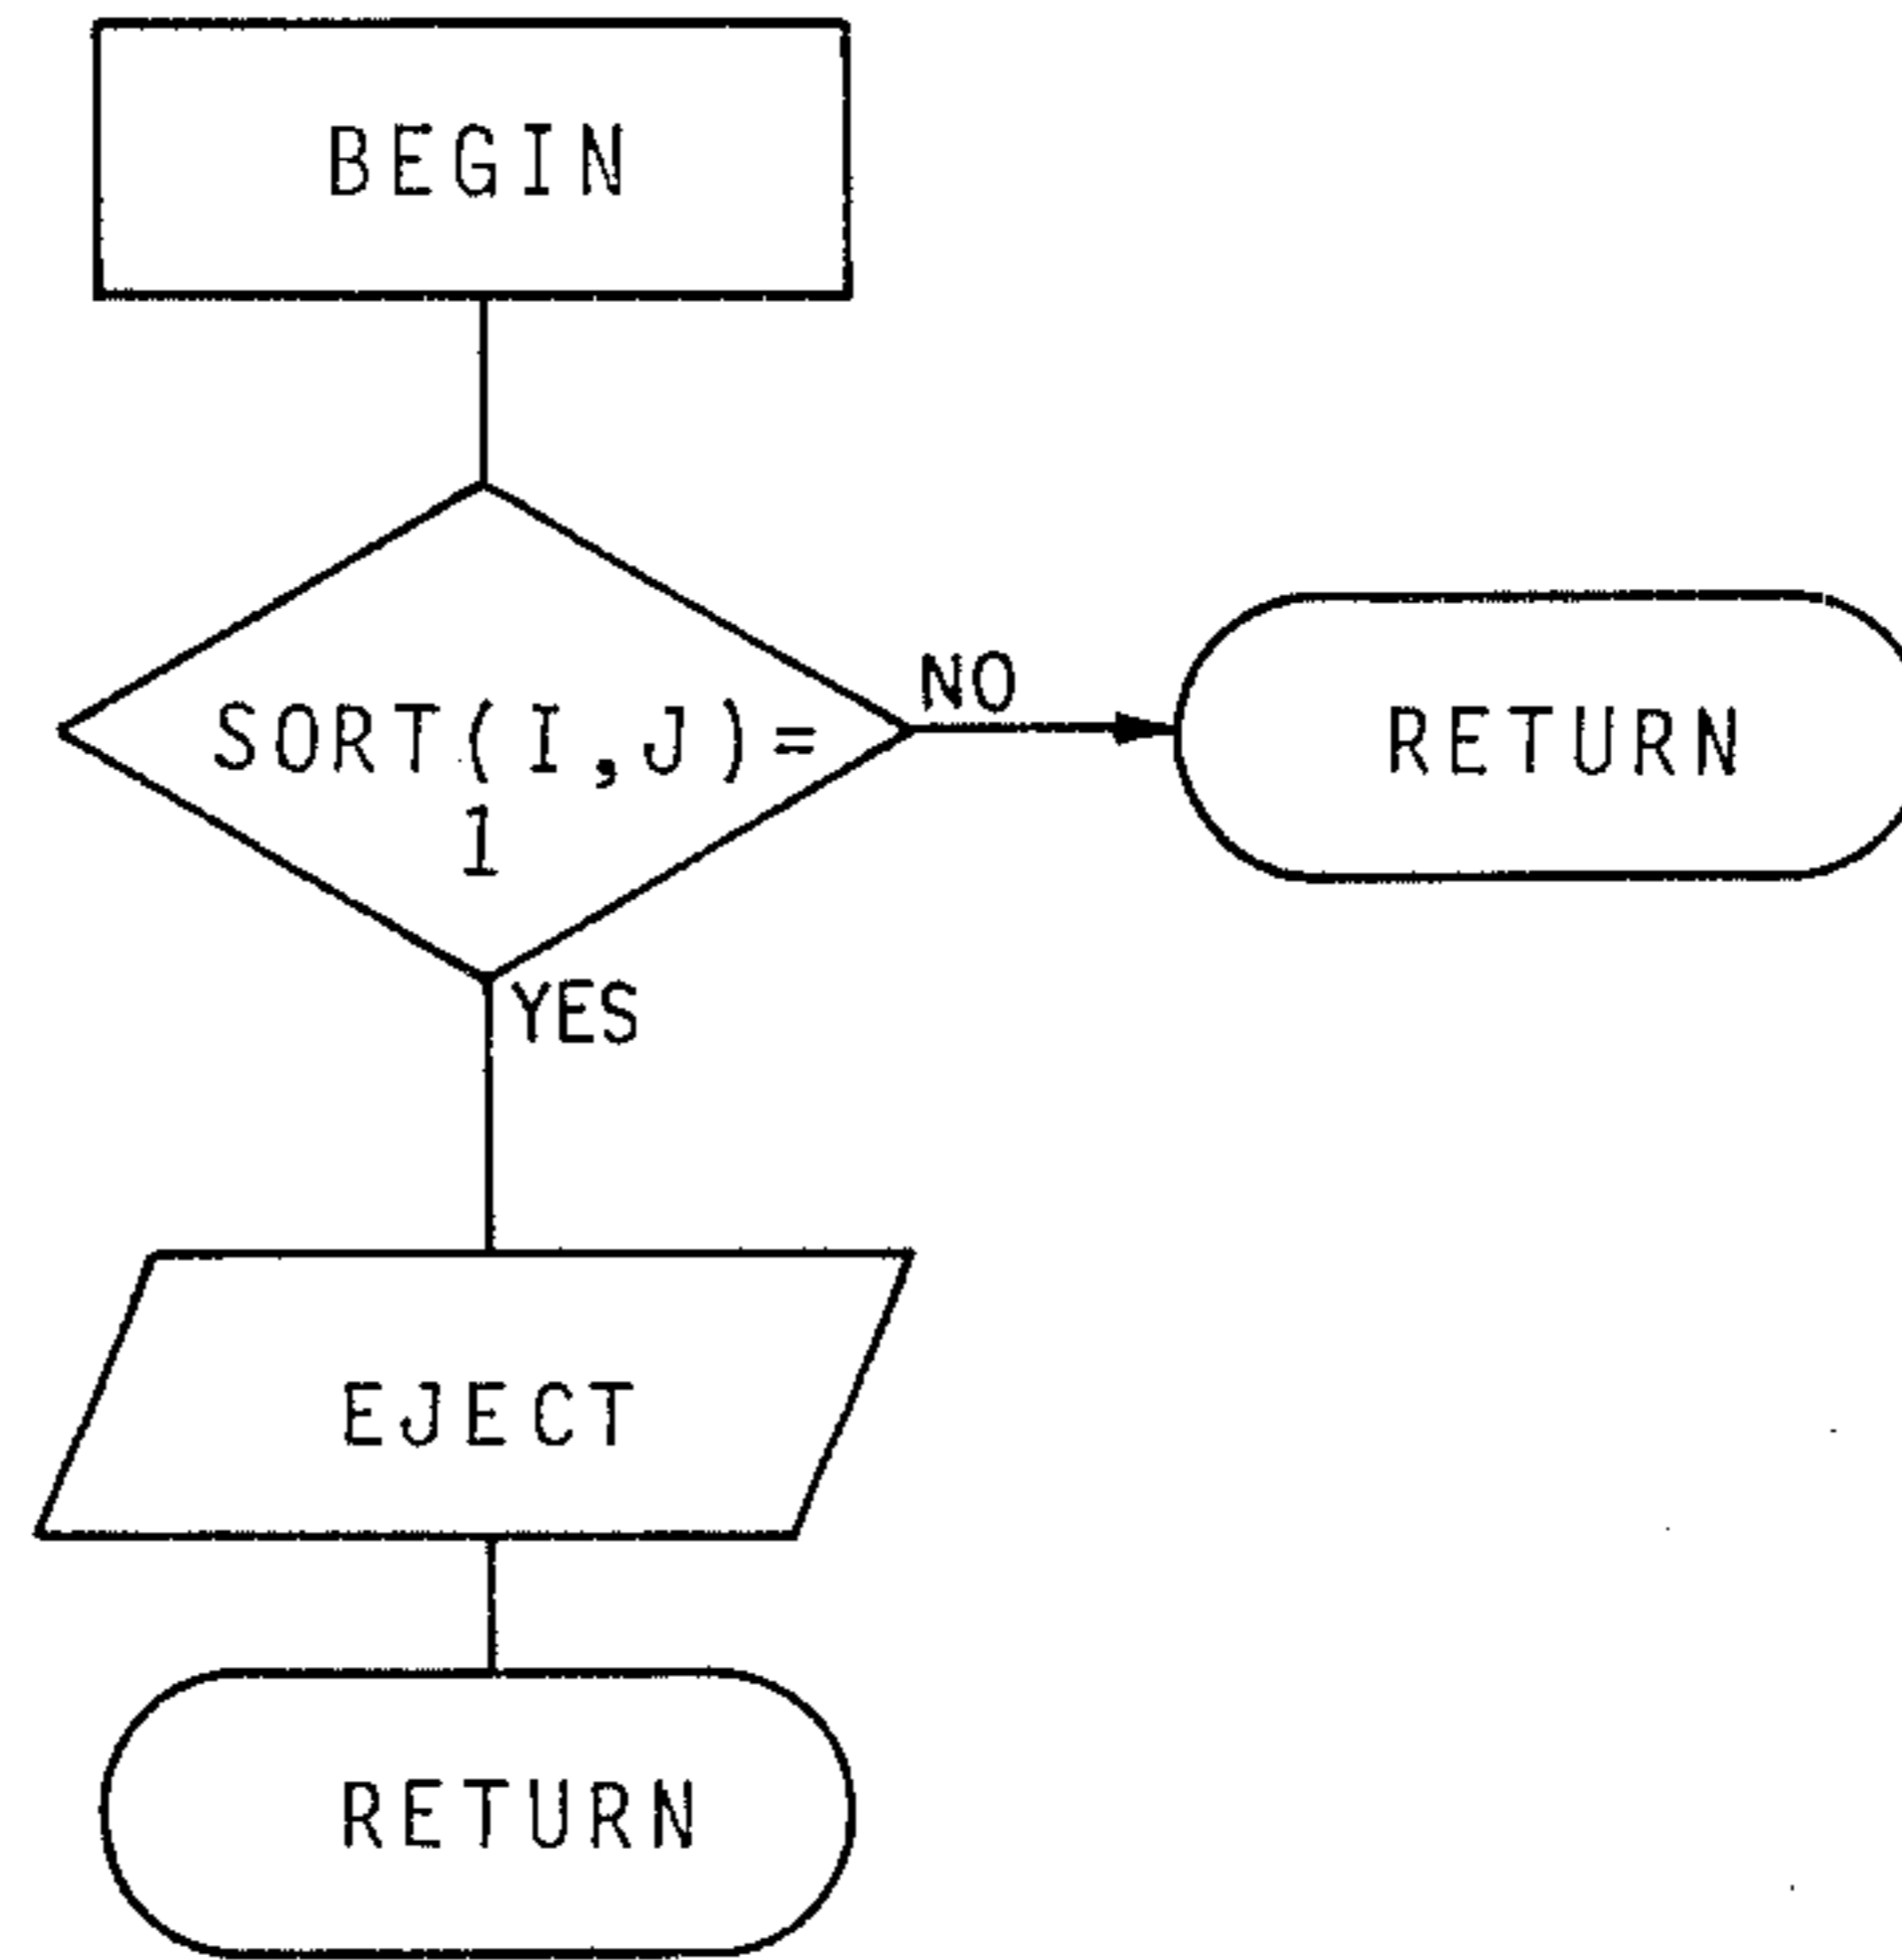 BEGIN
SORT(I,J)=
1
NO
RETURN
YES
EJECT
RETURN